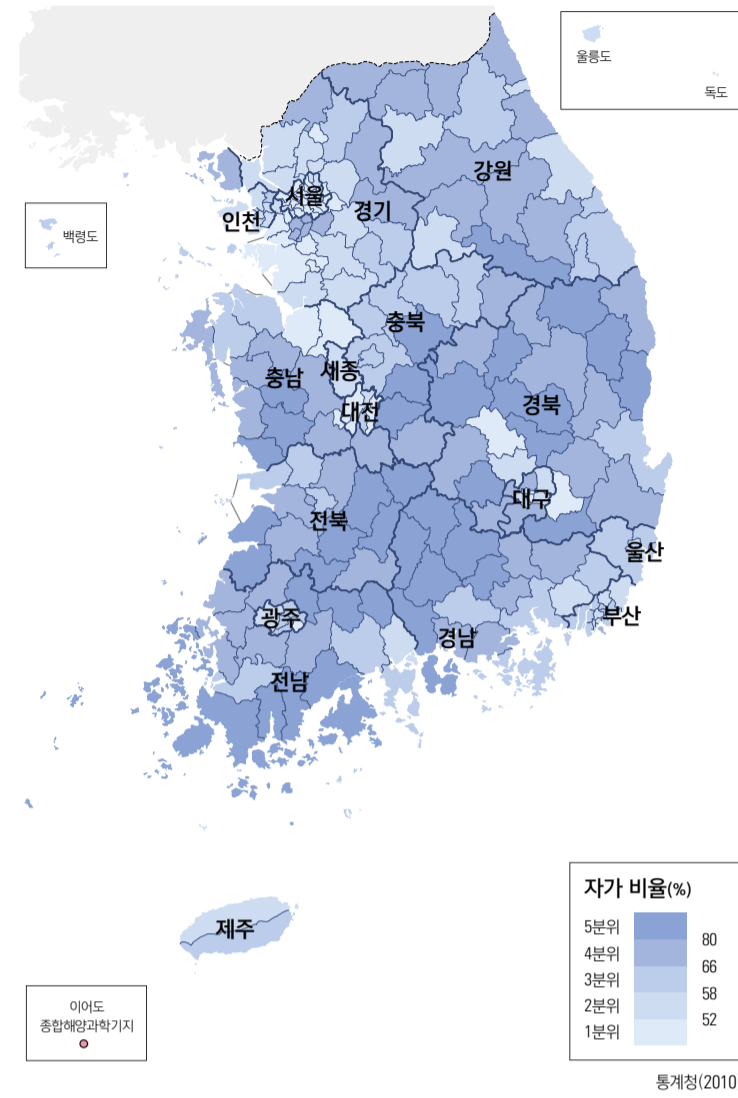 울릉도
독도
강원
서울
인천
경기
백령도
충북
충남
세종
대전
경북
대구
전북
울산
광주
부산
경남
전남
제주
자가 비율(%)
5분위
80
4분위
66
3분위
58
2분위
52
1분위
이어도
종합해양과학기지
통계청(2010